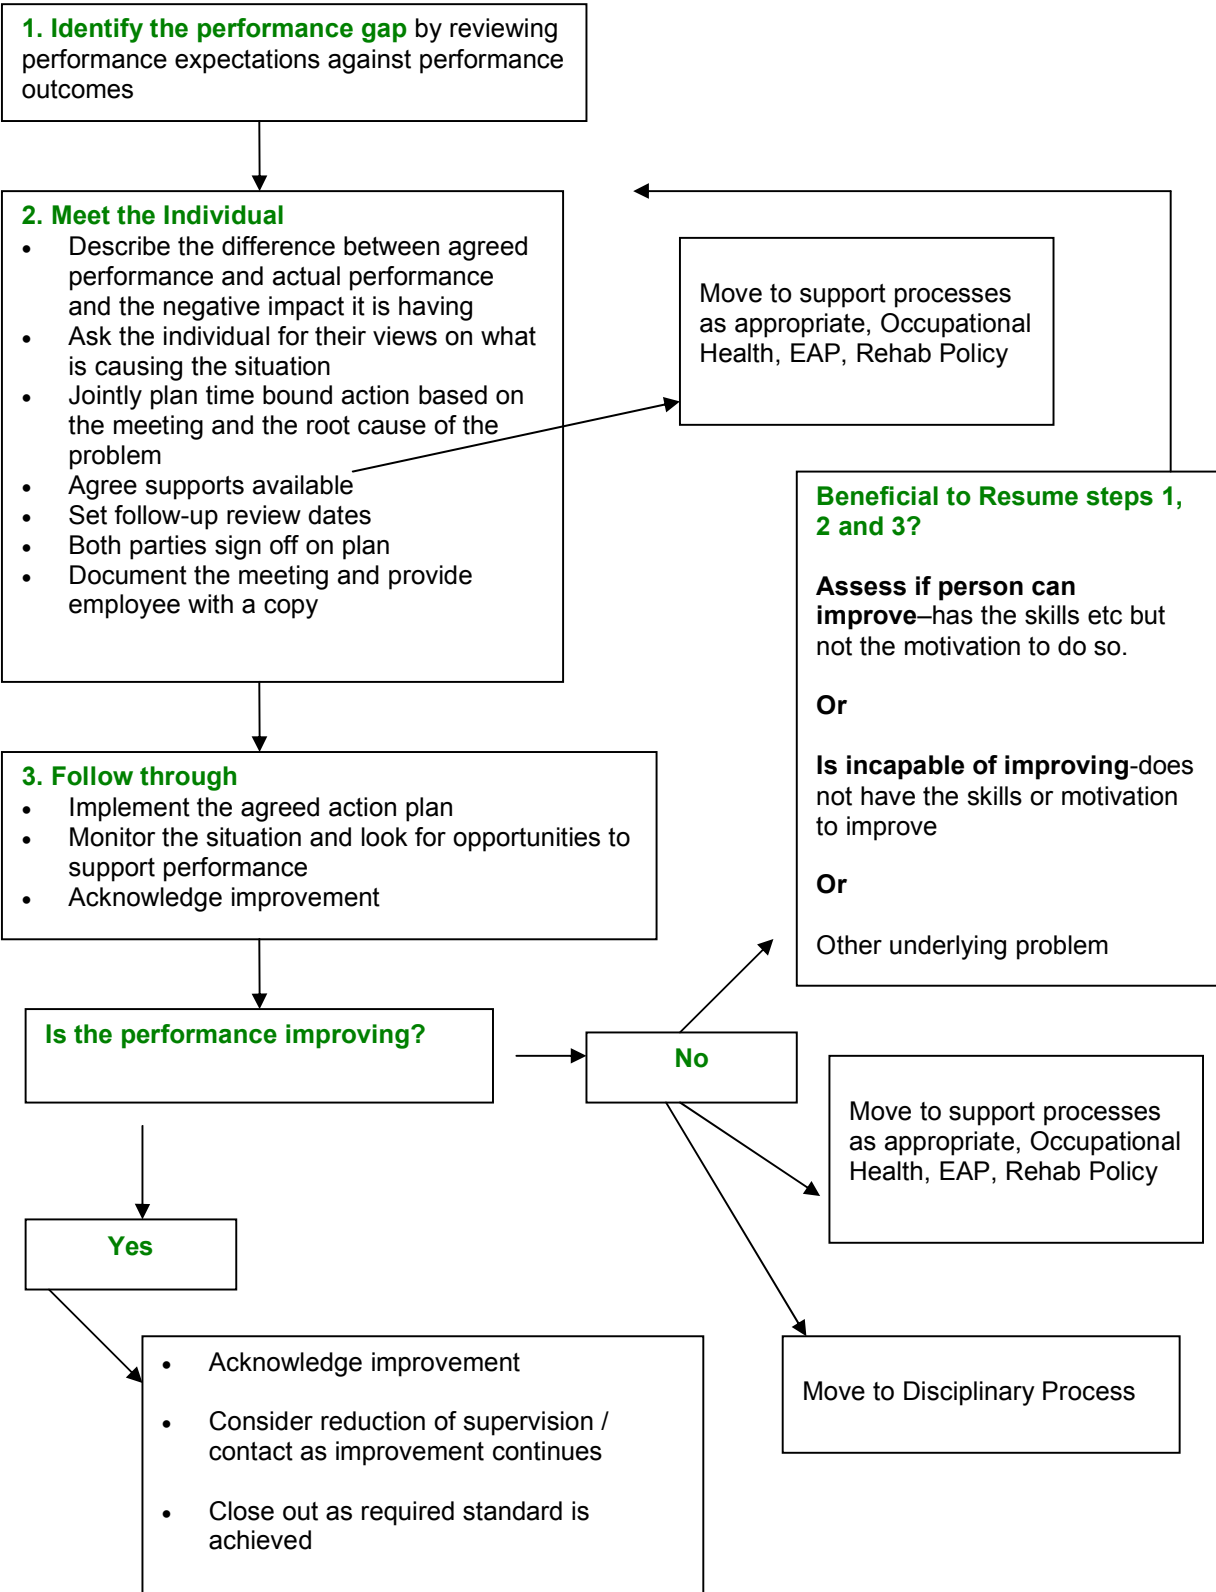 1. Identify the performance gap by reviewing
performance expectations against performance
outcomes
2. Meet the Individual
• Describe the difference between agreed
performance and actual performance
and the negative impact it is having
• Ask the individual for their views on what
is causing the situation
• Jointly plan time bound action based on
the meeting and the root cause of the
problem
• Agree supports available
• Set follow-up review dates
• Both parties sign off on plan
• Document the meeting and provide
employee with a copy
Move to support processes
as appropriate, Occupational
Health, EAP, Rehab Policy
3. Follow through
• Implement the agreed action plan
• Monitor the situation and look for opportunities to
support performance
• Acknowledge improvement
Beneficial to Resume steps 1,
2 and 3?
Assess if person can
improve–has the skills etc but
not the motivation to do so.
Or
Is incapable of improving-does
not have the skills or motivation
to improve
Or
Other underlying problem
Is the performance improving?
No
Move to support processes
as appropriate, Occupational
Health, EAP, Rehab Policy
Yes
• Acknowledge improvement
• Consider reduction of supervision /
contact as improvement continues
• Close out as required standard is
achieved
Move to Disciplinary Process